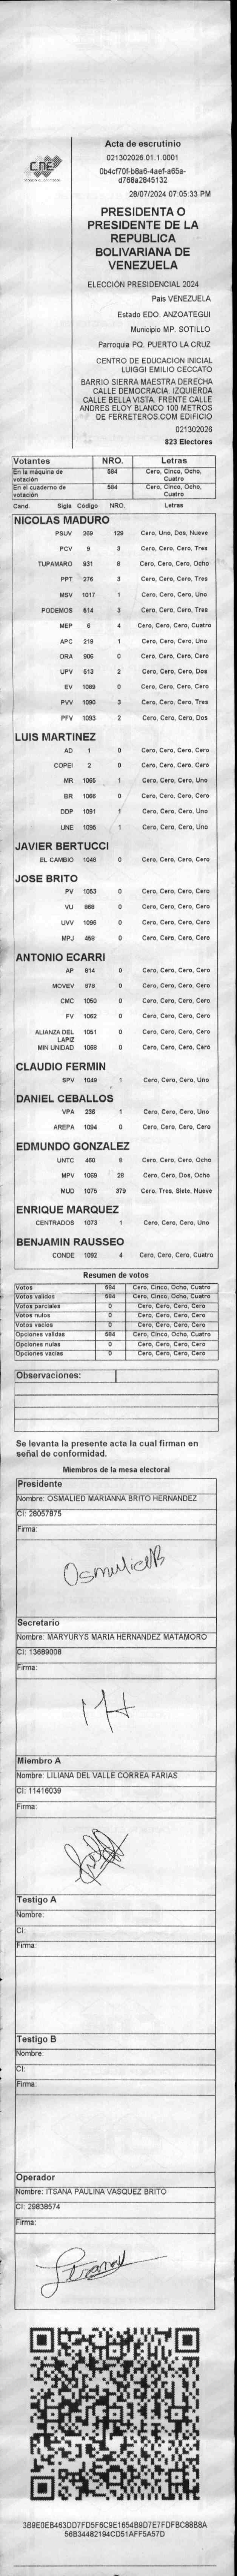 CNE
Acta de escrutinio
021302026.01.1.0001
0b4cf70f-b8a6-4aef-a65a-
d768a2845132
28/07/2024 07:05:33 PM
PRESIDENTA O
PRESIDENTE DE LA
REPUBLICA
BOLIVARIANA DE
VENEZUELA
ELECCIÓN PRESIDENCIAL 2024
Pais VENEZUELA
Estado EDO. ANZOATEGUI
Municipio MP. SOTILLO
Parroquia PQ. PUERTO LA CRUZ
CENTRO DE EDUCACION INICIAL
LUIGGI EMILIO CECCATO
BARRIO SIERRA MAESTRA DERECHA
CALLE DEMOCRACIA. IZQUIERDA
CALLE BELLA VISTA. FRENTE CALLE
ANDRES ELOY BLANCO 100 METROS
DE FERRETEROS.COM EDIFICIO
021302026
823 Electores
Votantes NRO. Letras
En la máquina de votación 584 Cero, Cinco, Ocho, Cuatro
En el cuaderno de votación 584 Cero, Cinco, Ocho, Cuatro
Cand. Sigla Código NRO. Letras
NICOLAS MADURO
PSUV 269 129 Cero, Uno, Dos, Nueve
PCV 9 3 Cero, Cero, Cero, Tres
TUPAMARO 931 8 Cero, Cero, Cero, Ocho
PPT 276 3 Cero, Cero, Cero, Tres
MSV 1017 1 Cero, Cero, Cero, Uno
PODEMOS 514 3 Cero, Cero, Cero, Tres
MEP 6 4 Cero, Cero, Cero, Cuatro
APC 219 1 Cero, Cero, Cero, Uno
ORA 906 0 Cero, Cero, Cero, Cero
UPV 513 2 Cero, Cero, Cero, Dos
EV 1089 0 Cero, Cero, Cero, Cero
PVV 1090 3 Cero, Cero, Cero, Tres
PFV 1093 2 Cero, Cero, Cero, Dos
LUIS MARTINEZ
AD 1 0 Cero, Cero, Cero, Cero
COPEI 2 0 Cero, Cero, Cero, Cero
MR 1065 1 Cero, Cero, Cero, Uno
BR 1066 0 Cero, Cero, Cero, Cero
DDP 1091 1 Cero, Cero, Cero, Uno
UNE 1095 1 Cero, Cero, Cero, Uno
JAVIER BERTUCCI
EL CAMBIO 1048 0 Cero, Cero, Cero, Cero
JOSE BRITO
PV 1053 0 Cero, Cero, Cero, Cero
VU 868 0 Cero, Cero, Cero, Cero
UVV 1096 0 Cero, Cero, Cero, Cero
MPJ 458 0 Cero, Cero, Cero, Cero
ANTONIO ECARRI
AP 814 0 Cero, Cero, Cero, Cero
MOVEV 878 0 Cero, Cero, Cero, Cero
CMC 1050 0 Cero, Cero, Cero, Cero
FV 1062 0 Cero, Cero, Cero, Cero
ALIANZA DEL LAPIZ 1051 0 Cero, Cero, Cero, Cero
MIN UNIDAD 1068 0 Cero, Cero, Cero, Cero
CLAUDIO FERMIN
SPV 1049 1 Cero, Cero, Cero, Uno
DANIEL CEBALLOS
VPA 236 1 Cero, Cero, Cero, Uno
AREPA 1094 0 Cero, Cero, Cero, Cero
EDMUNDO GONZALEZ
UNTC 460 8 Cero, Cero, Cero, Ocho
MPV 1069 28 Cero, Cero, Dos, Ocho
MUD 1075 379 Cero, Tres, Siete, Nueve
ENRIQUE MARQUEZ
CENTRADOS 1073 1 Cero, Cero, Cero, Uno
BENJAMIN RAUSSEO
CONDE 1092 4 Cero, Cero, Cero, Cuatro
Resumen de votos
Votos 584 Cero, Cinco, Ocho, Cuatro
Votos validos 584 Cero, Cinco, Ocho, Cuatro
Votos parciales 0 Cero, Cero, Cero, Cero
Votos nulos 0 Cero, Cero, Cero, Cero
Votos vacios 0 Cero, Cero, Cero, Cero
Opciones validas 584 Cero, Cinco, Ocho, Cuatro
Opciones nulas 0 Cero, Cero, Cero, Cero
Opciones vacias 0 Cero, Cero, Cero, Cero
Observaciones:
Se levanta la presente acta la cual firman en
señal de conformidad.
Miembros de la mesa electoral
Presidente
Nombre: OSMALIED MARIANNA BRITO HERNANDEZ
CI: 28057875
Firma:
OsmaliedB
Secretario
Nombre: MARYURYS MARIA HERNANDEZ MATAMORO
CI: 13689008
Firma:
Miembro A
Nombre: LILIANA DEL VALLE CORREA FARIAS
CI: 11416039
Firma:
Testigo A
Nombre:
CI:
Firma:
Testigo B
Nombre:
CI:
Firma:
Operador
Nombre: ITSANA PAULINA VASQUEZ BRITO
CI: 29838574
Firma:
3B9E0EB463DD7FD5F6C9E1654B9D7E7FDFBC88B8A
56B34482194CD51AFF5A57D